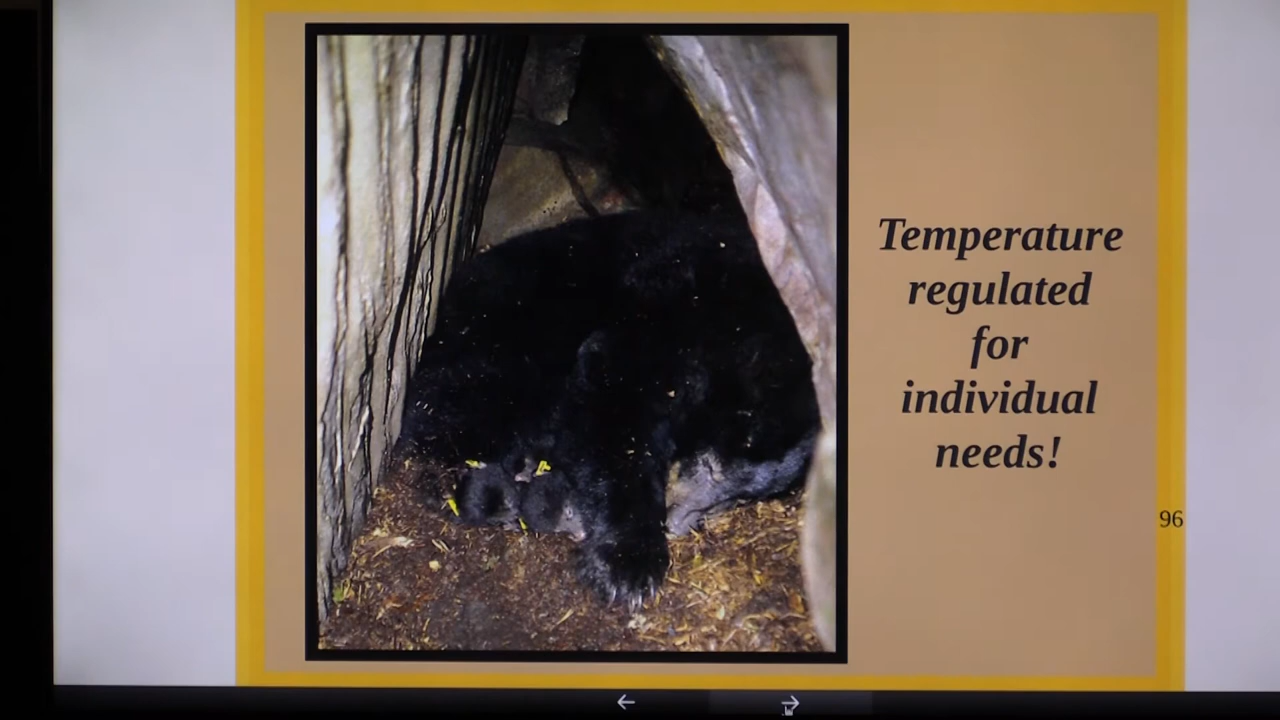 Temperature
regulated
for
individual
needs!
96